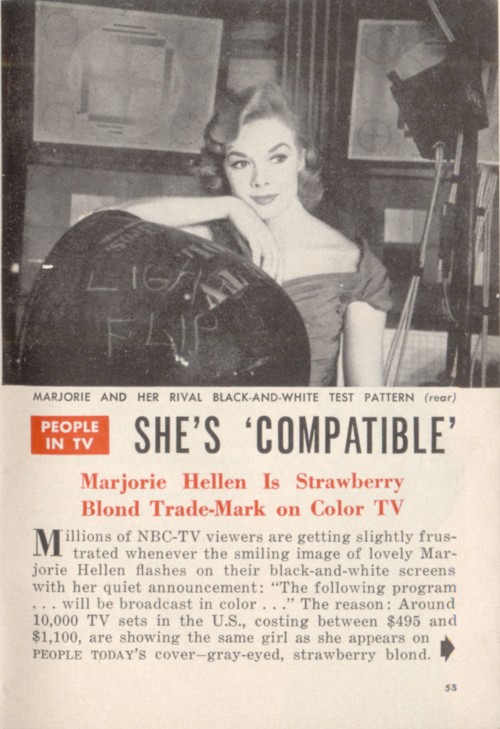 LIGHT
FLIP
MARJORIE AND HER RIVAL BLACK-AND-WHITE TEST PATTERN (rear)
PEOPLE
IN TV
SHE'S 'COMPATIBLE'
Marjorie Hellen Is Strawberry
Blond Trade-Mark on Color TV
Millions of NBC-TV viewers are getting slightly frus-
trated whenever the smiling image of lovely Mar-
jorie Hellen flashes on their black-and-white screens
with her quiet announcement: "The following program
. . . will be broadcast in color . . ." The reason: Around
10,000 TV sets in the U.S., costing between $495 and
$1,100, are showing the same girl as she appears on
PEOPLE TODAY'S cover—gray-eyed, strawberry blond.
55